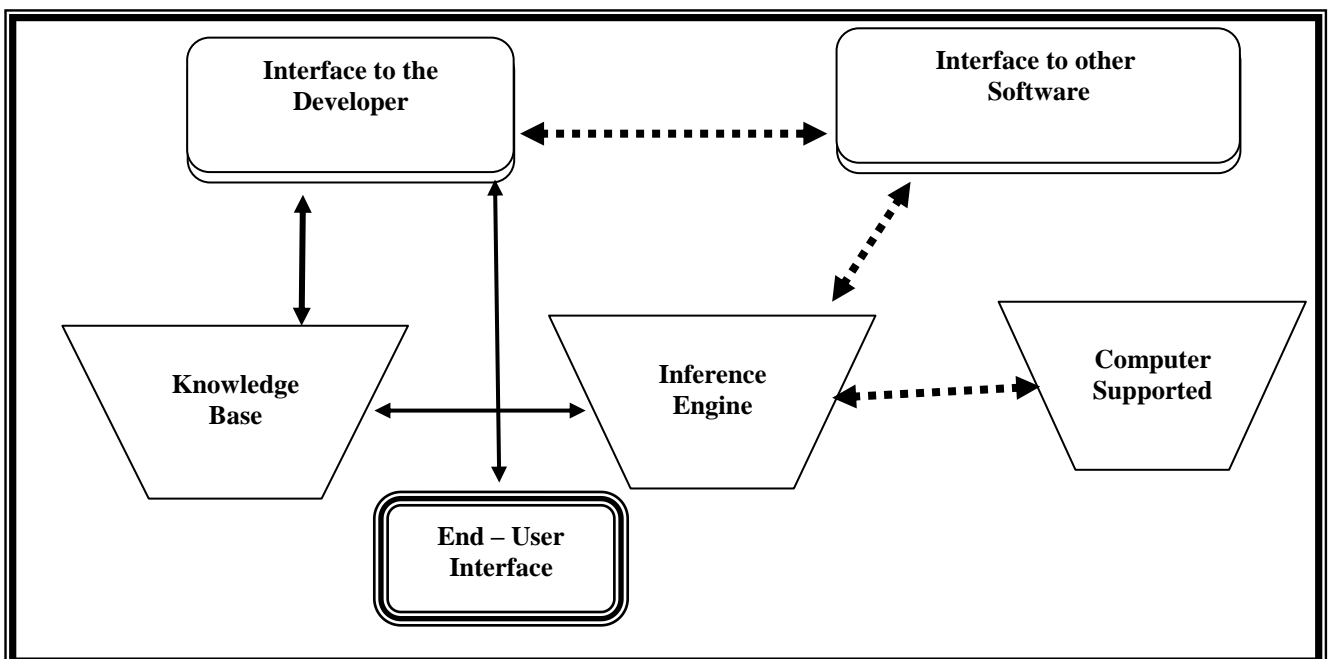 Interface to the
Developer
Interface to other
Software
Knowledge
Base
Inference
Engine
Computer
Supported
End – User
Interface